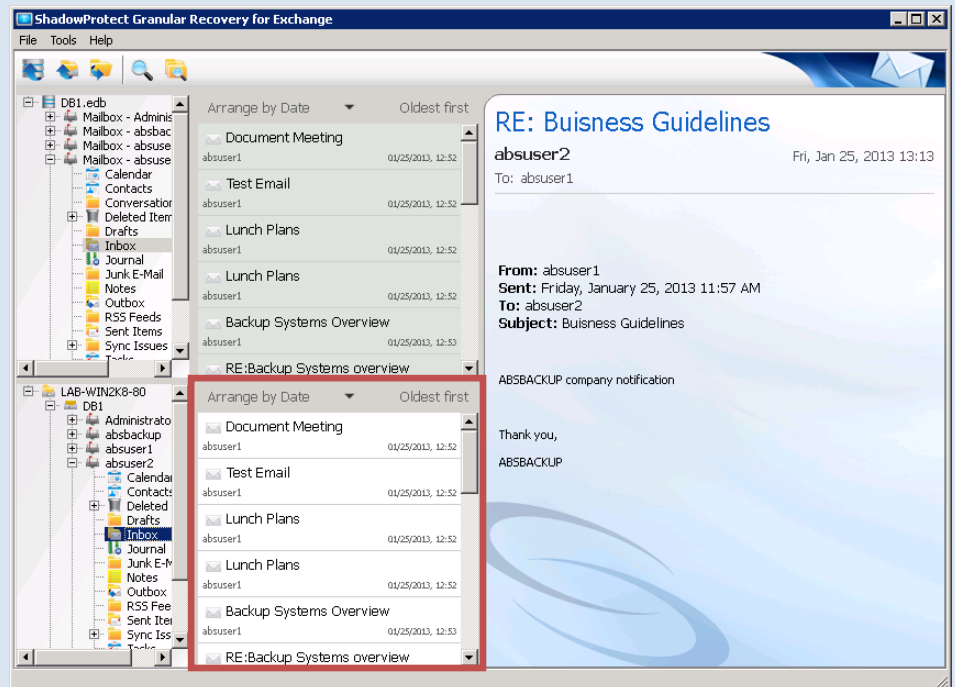 ShadowProtect Granular Recovery for Exchange
File Tools Help
DB1.edb
Mailbox - Adminis
Mailbox - absbac
Mailbox - absuse
Mailbox - absuse
Calendar
Contacts
Conversation
Deleted Item
Drafts
Inbox
Journal
Junk E-Mail
Notes
Outbox
RSS Feeds
Sent Items
Sync Issues
Tasks
Arrange by Date Oldest first
Document Meeting
absuser1 01/25/2013, 12:52
Test Email
absuser1 01/25/2013, 12:52
Lunch Plans
absuser1 01/25/2013, 12:52
Lunch Plans
absuser1 01/25/2013, 12:52
Backup Systems Overview
absuser1 01/25/2013, 12:53
RE:Backup Systems overview
LAB-WIN2K8-80
DB1
Administrato
absbackup
absuser1
absuser2
Calendar
Contacts
Deleted
Drafts
Inbox
Journal
Junk E-M
Notes
Outbox
RSS Fee
Sent Iter
Sync Iss
Tasks
Arrange by Date Oldest first
Document Meeting
absuser1 01/25/2013, 12:52
Test Email
absuser1 01/25/2013, 12:52
Lunch Plans
absuser1 01/25/2013, 12:52
Lunch Plans
absuser1 01/25/2013, 12:52
Backup Systems Overview
absuser1 01/25/2013, 12:53
RE:Backup Systems overview
RE: Buisness Guidelines
absuser2 Fri, Jan 25, 2013 13:13
To: absuser1
From: absuser1
Sent: Friday, January 25, 2013 11:57 AM
To: absuser2
Subject: Buisness Guidelines
ABSBACKUP company notification
Thank you,
ABSBACKUP